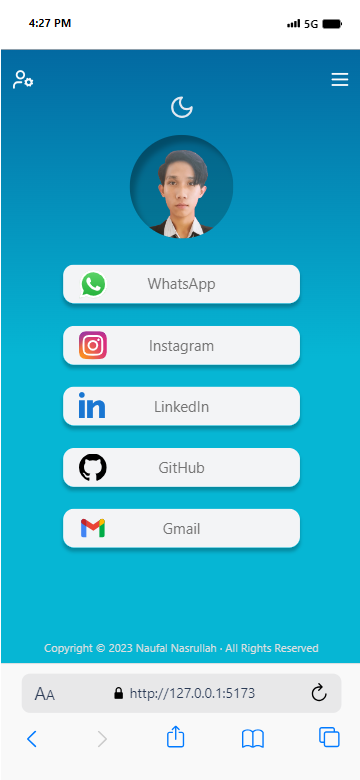 4:27 PM
5G
WhatsApp
Instagram
LinkedIn
GitHub
Gmail
Copyright © 2023 Naufal Nasrullah · All Rights Reserved
AA http://127.0.0.1:5173